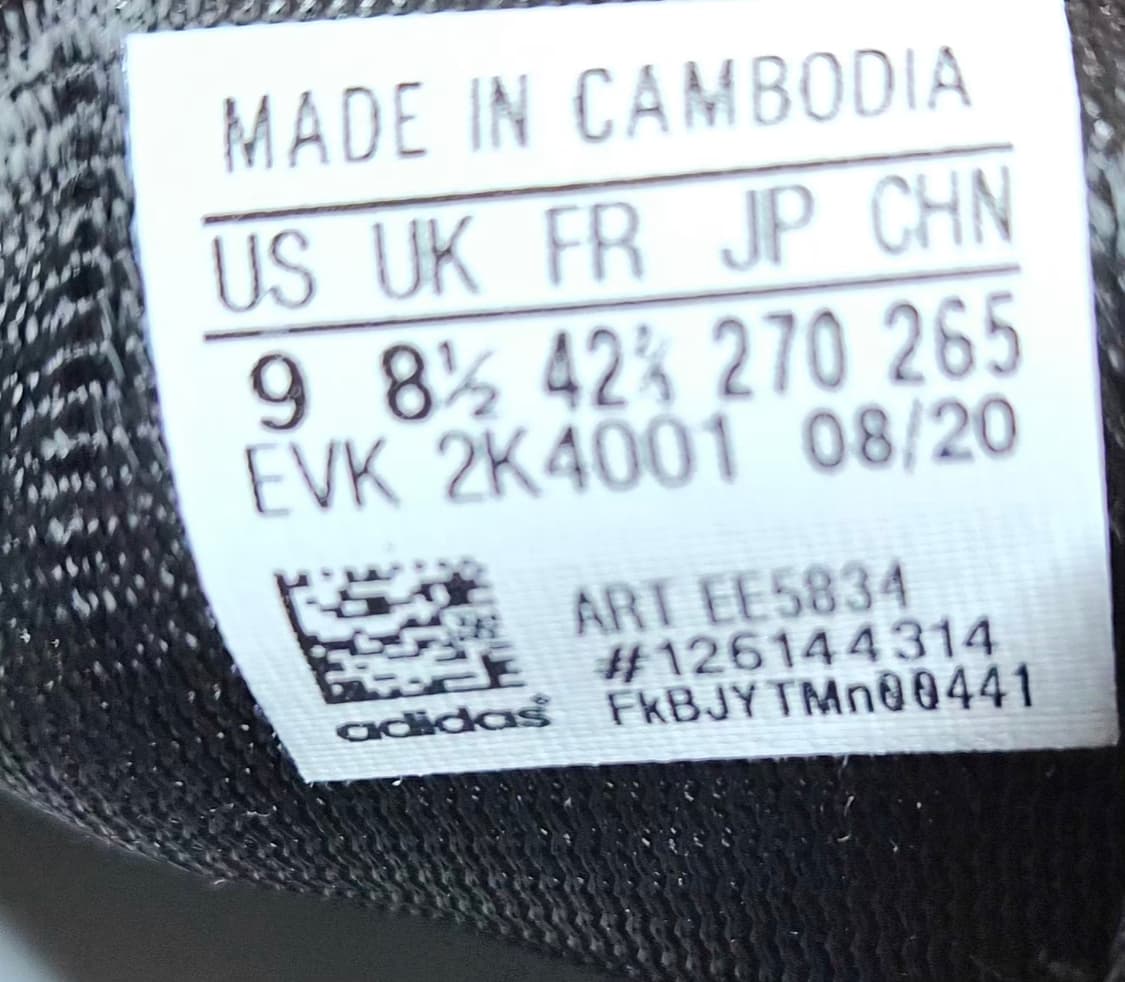 MADE IN CAMBODIA
US UK FR JP CHN
9 8½ 42⅔ 270 265
EVK 2K4001 08/20
ART EE5834
#126144314
FkBJYTMn00441
adidas®